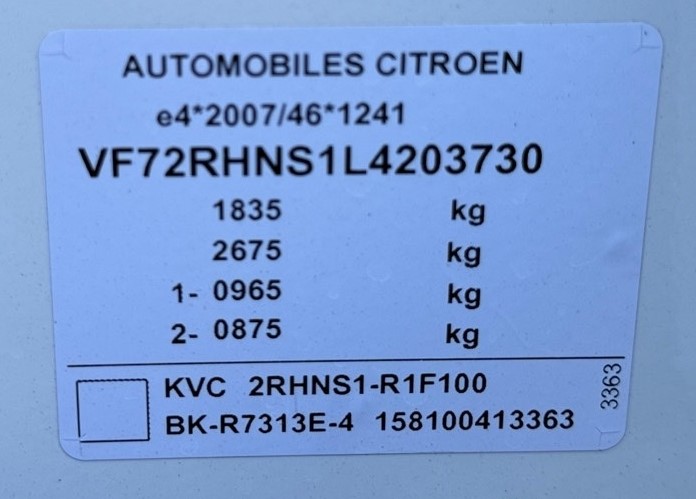 AUTOMOBILES CITROEN
e4*2007/46*1241
VF72RHNS1L4203730
1835 kg
2675 kg
1- 0965 kg
2- 0875 kg
KVC 2RHNS1-R1F100
BK-R7313E-4 158100413363
3363